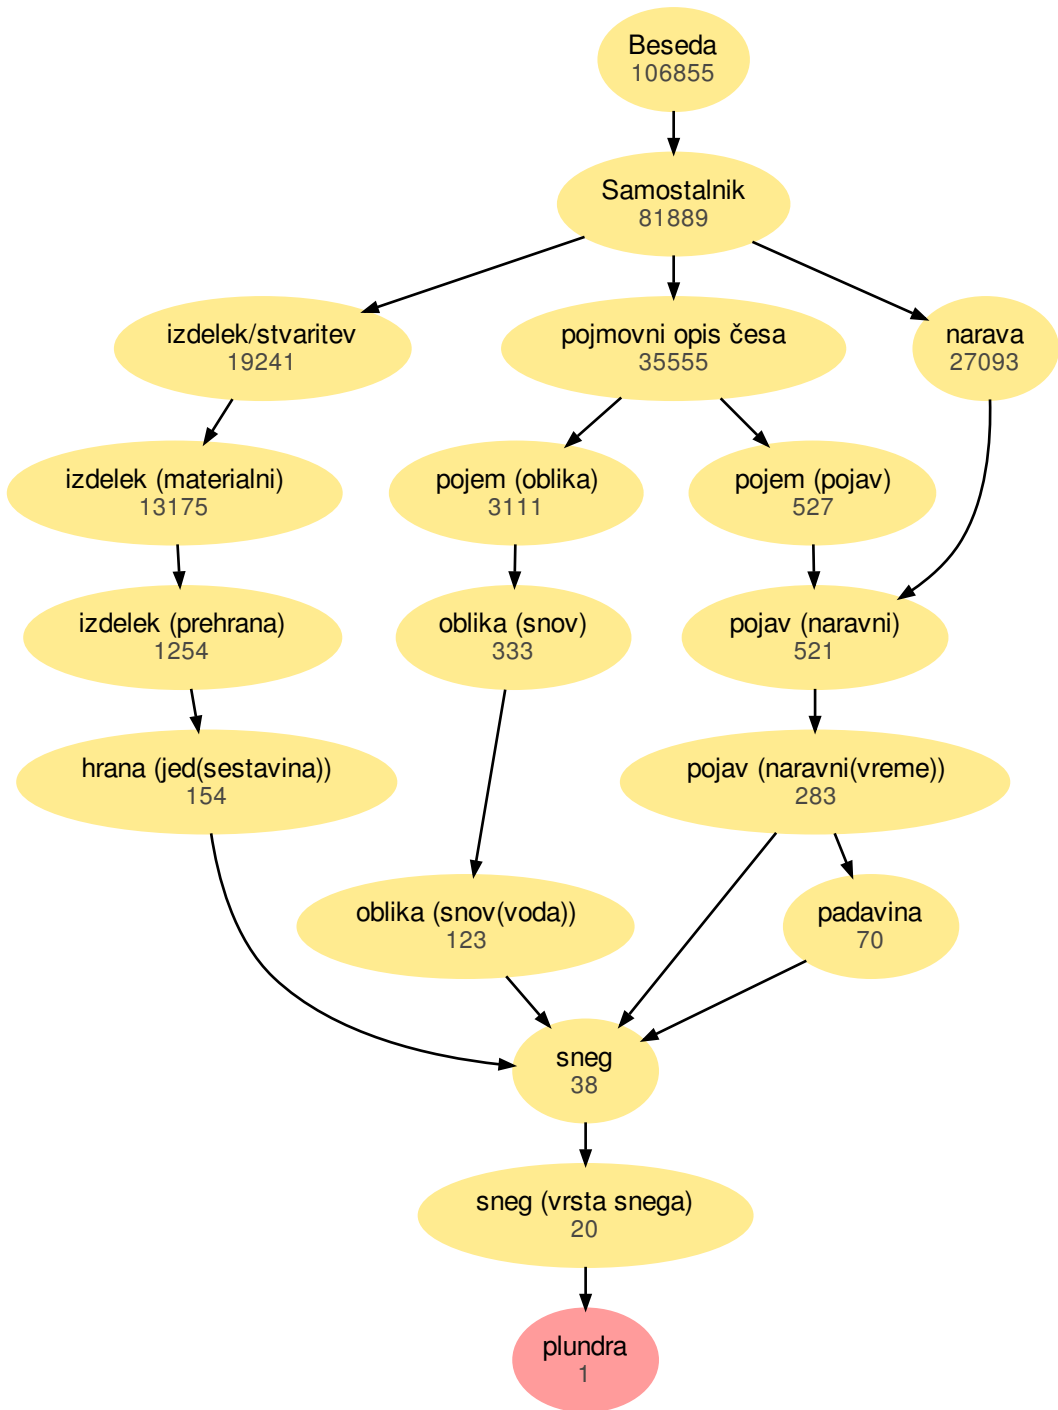 Beseda
106855
Samostalnik
81889
izdelek/stvaritev
19241
pojmovni opis česa
35555
narava
27093
izdelek (materialni)
13175
pojem (oblika)
3111
pojem (pojav)
527
izdelek (prehrana)
1254
oblika (snov)
333
pojav (naravni)
521
hrana (jed(sestavina))
154
pojav (naravni(vreme))
283
oblika (snov(voda))
123
padavina
70
sneg
38
sneg (vrsta snega)
20
plundra
1